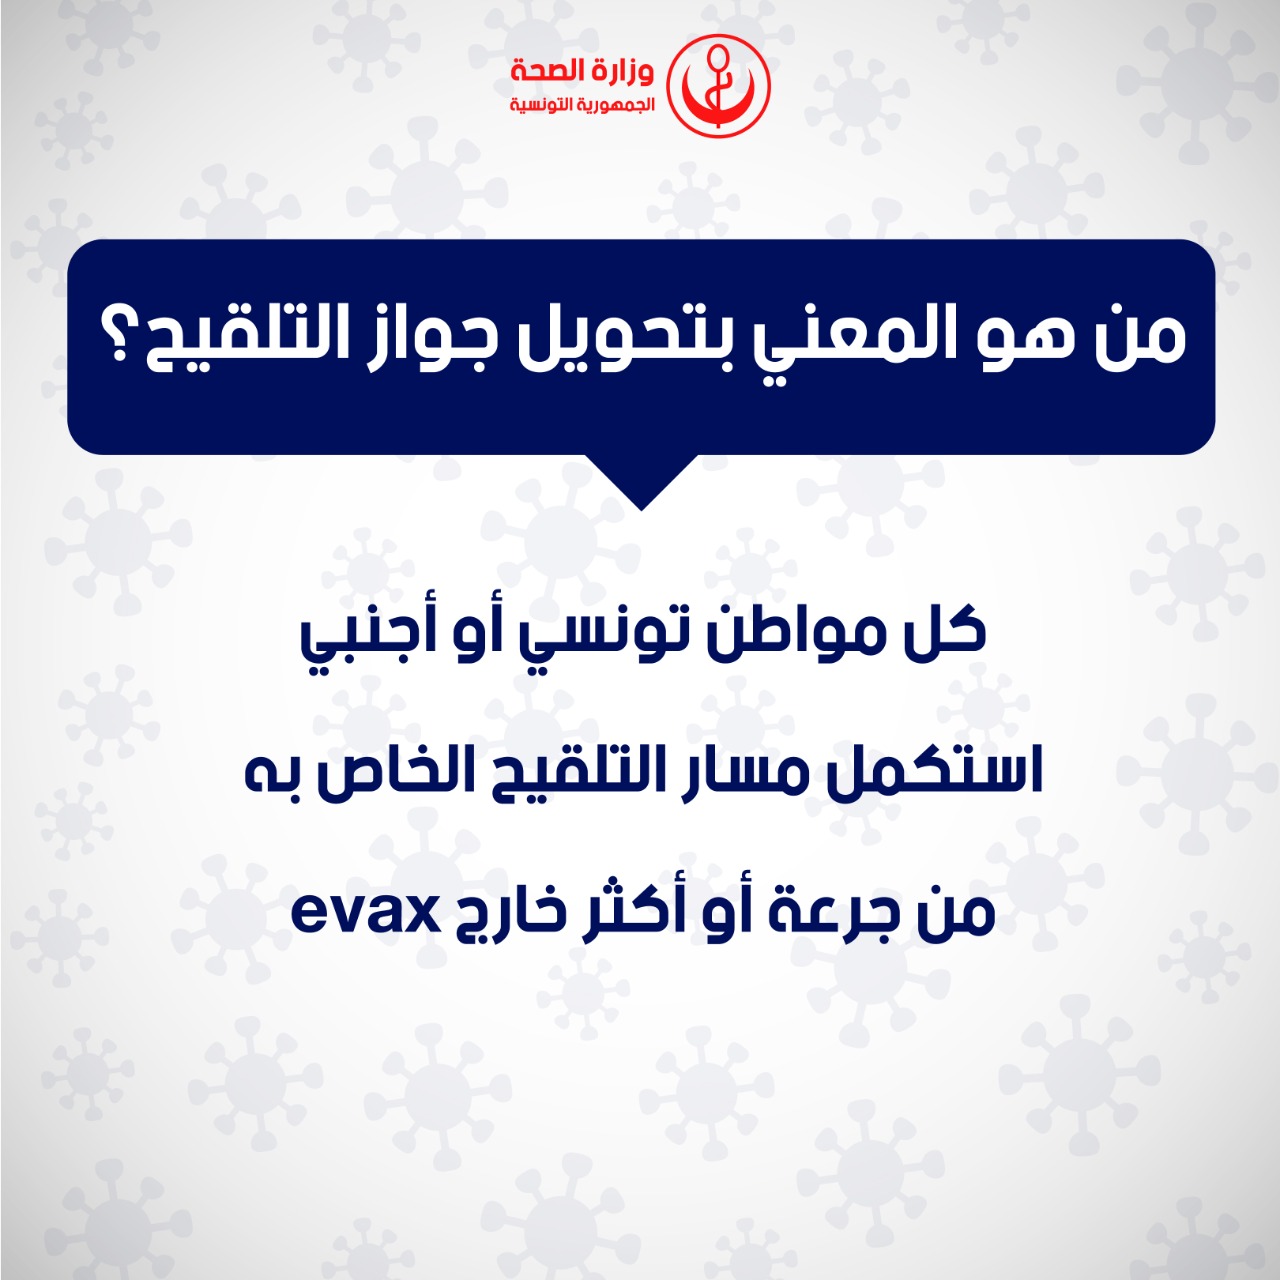 وزارة الصحة
الجمهورية التونسية
من هو المعني بتحويل جواز التلقيح؟
كل مواطن تونسي أو أجنبي
استكمل مسار التلقيح الخاص به
من جرعة أو أكثر خارج evax